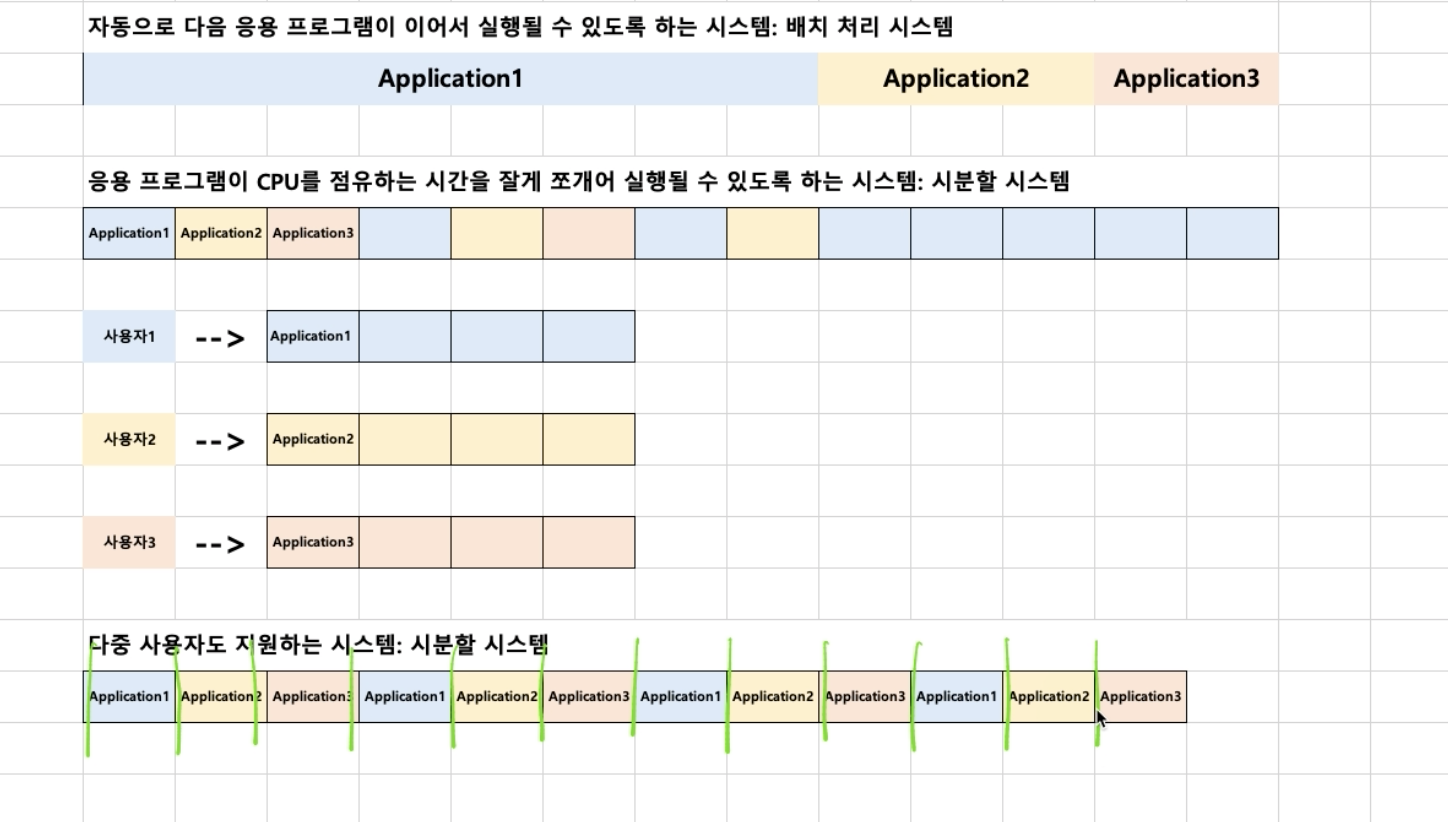 자동으로 다음 응용 프로그램이 이어서 실행될 수 있도록 하는 시스템: 배치 처리 시스템
Application1 Application2 Application3
응용 프로그램이 CPU를 점유하는 시간을 잘게 쪼개어 실행될 수 있도록 하는 시스템: 시분할 시스템
Application1 Application2 Application3
사용자1 --> Application1
사용자2 --> Application2
사용자3 --> Application3
다중 사용자도 지원하는 시스템: 시분할 시스템
Application1 Application2 Application3 Application1 Application2 Application3 Application1 Application2 Application3 Application1 Application2 Application3